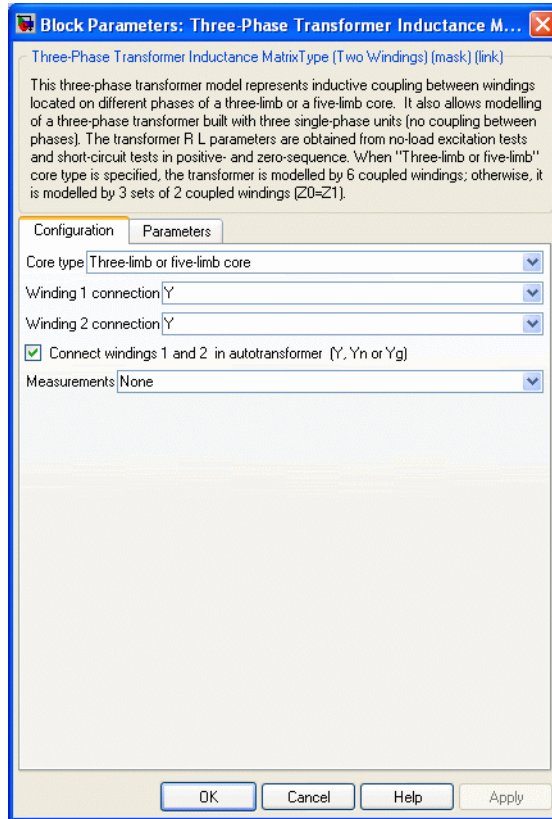 Block Parameters: Three-Phase Transformer Inductance M...
Three-Phase Transformer Inductance MatrixType (Two Windings) (mask) (link)
This three-phase transformer model represents inductive coupling between windings
located on different phases of a three-limb or a five-limb core. It also allows modelling
of a three-phase transformer built with three single-phase units (no coupling between
phases). The transformer R L parameters are obtained from no-load excitation tests
and short-circuit tests in positive- and zero-sequence. When "Three-limb or five-limb"
core type is specified, the transformer is modelled by 6 coupled windings; otherwise, it
is modelled by 3 sets of 2 coupled windings (Z0=Z1).
Configuration Parameters
Core type Three-limb or five-limb core
Winding 1 connection Y
Winding 2 connection Y
Connect windings 1 and 2 in autotransformer (Y, Yn or Yg)
Measurements None
OK Cancel Help Apply